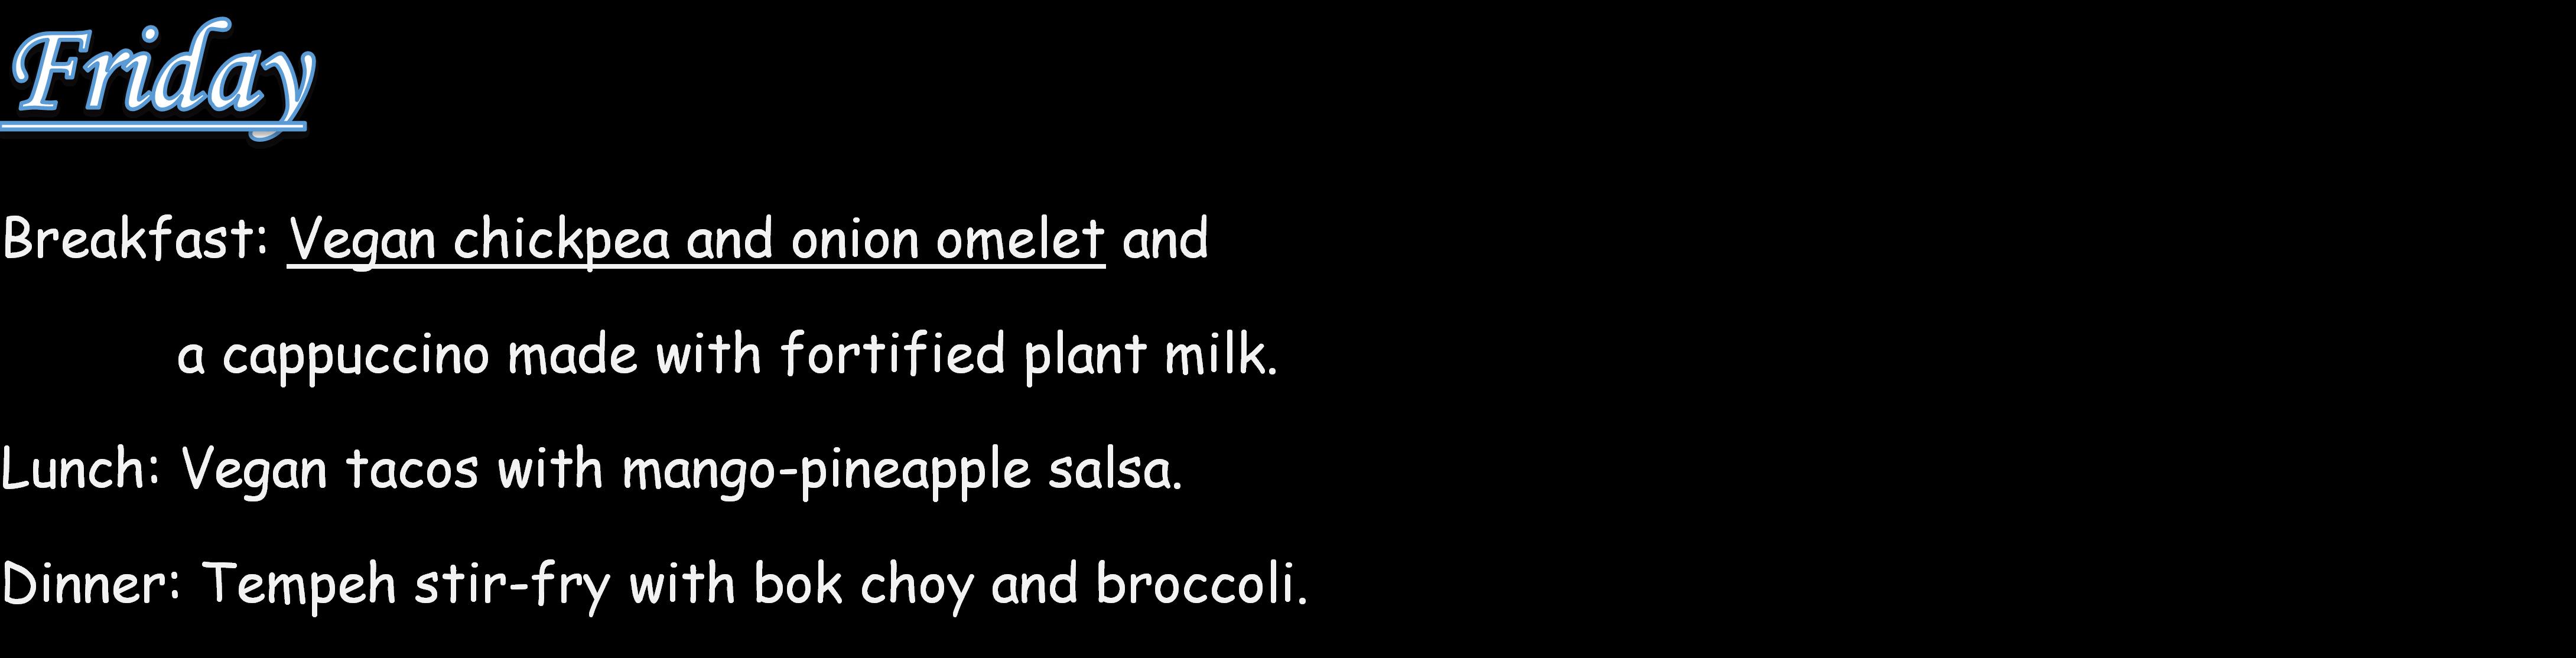 Friday
Breakfast: Vegan chickpea and onion omelet and
a cappuccino made with fortified plant milk.
Lunch: Vegan tacos with mango-pineapple salsa.
Dinner: Tempeh stir-fry with bok choy and broccoli.